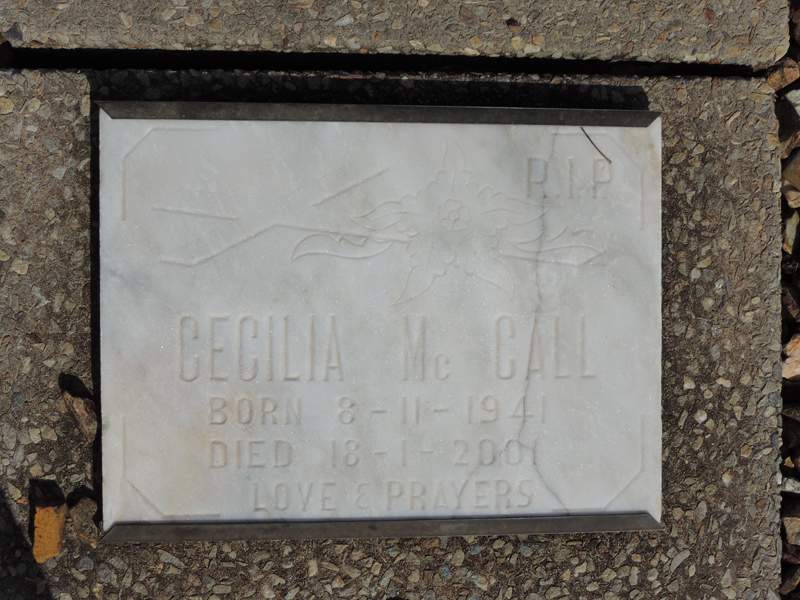 R.I.P.
CECILIA Mc CALL
BORN 8-11-1941
DIED 18-1-2001
LOVE & PRAYERS